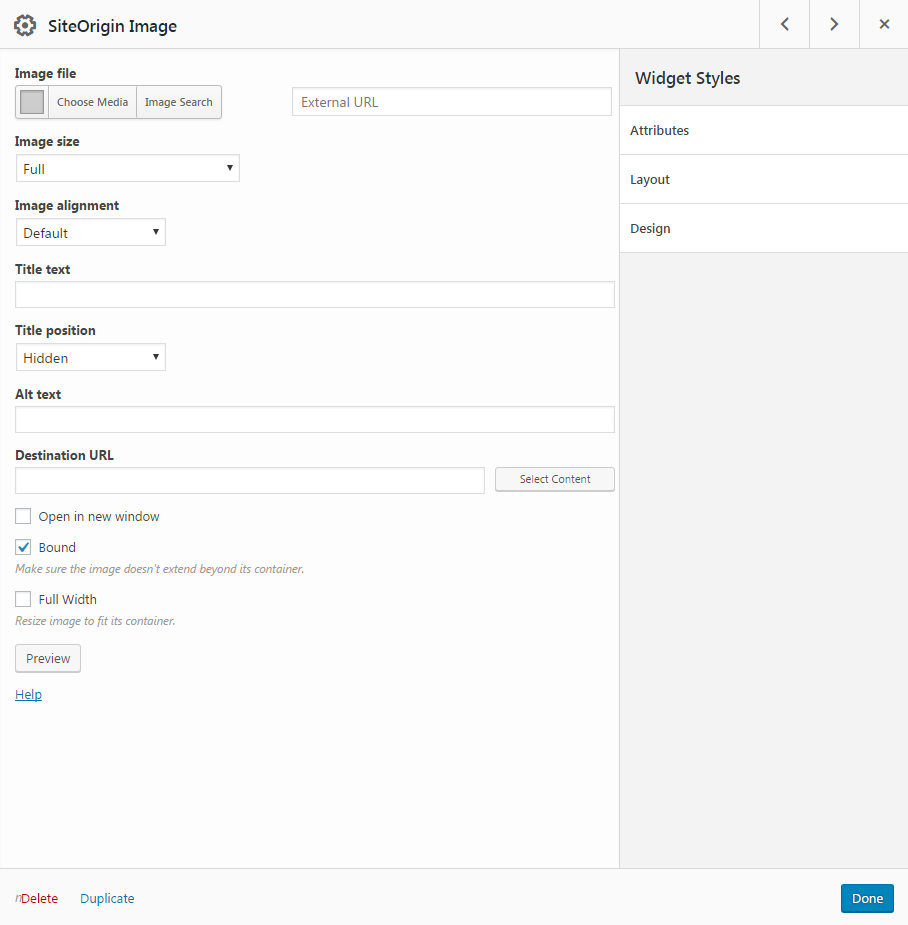 SiteOrigin Image
Image file
Choose Media Image Search External URL
Image size
Full
Image alignment
Default
Title text
Title position
Hidden
Alt text
Destination URL
Select Content
Open in new window
Bound
Make sure the image doesn't extend beyond its container.
Full Width
Resize image to fit its container.
Preview
Help
Widget Styles
Attributes
Layout
Design
nDelete Duplicate Done